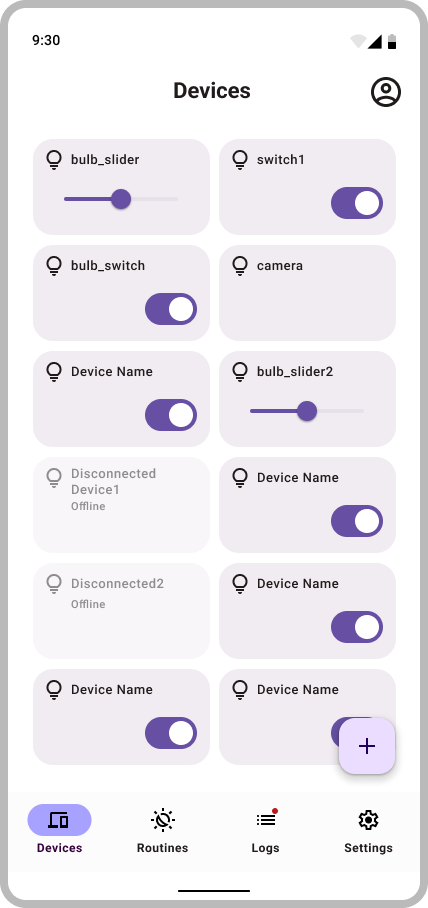 9:30
Devices
bulb_slider
switch1
bulb_switch
camera
Device Name
bulb_slider2
Disconnected
Device1
Offline
Device Name
Disconnected2
Offline
Device Name
Device Name
Device Name
Devices
Routines
Logs
Settings